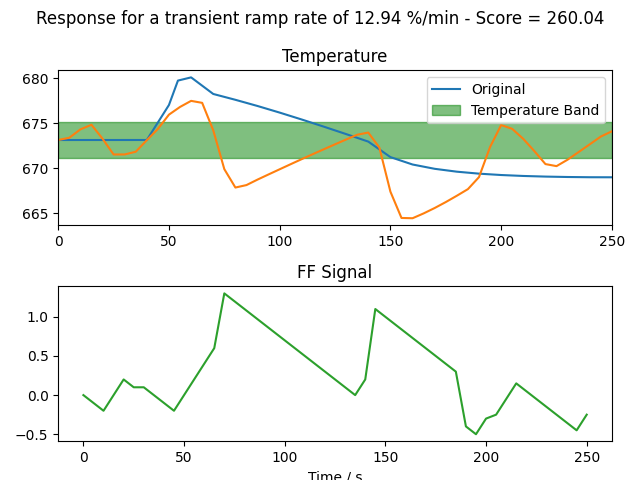 Response for a transient ramp rate of 12.94 %/min - Score = 260.04
Temperature
680
675
670
665
Original
Temperature Band
0 50 100 150 200 250
FF Signal
1.0
0.5
0.0
−0.5
0 50 100 150 200 250
Time / s